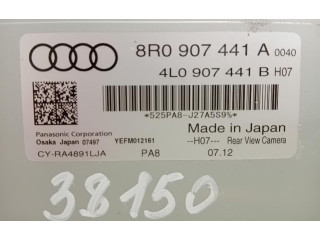 8R0 907 441 A 0040
4L0 907 441 B H07
*525PA8-J27A5S9%*
Panasonic Corporation
Osaka Japan 07497 YEFM012161
Made in Japan
--H07--- Rear View Camera
CY-RA4891LJA PA8 07.12
38150